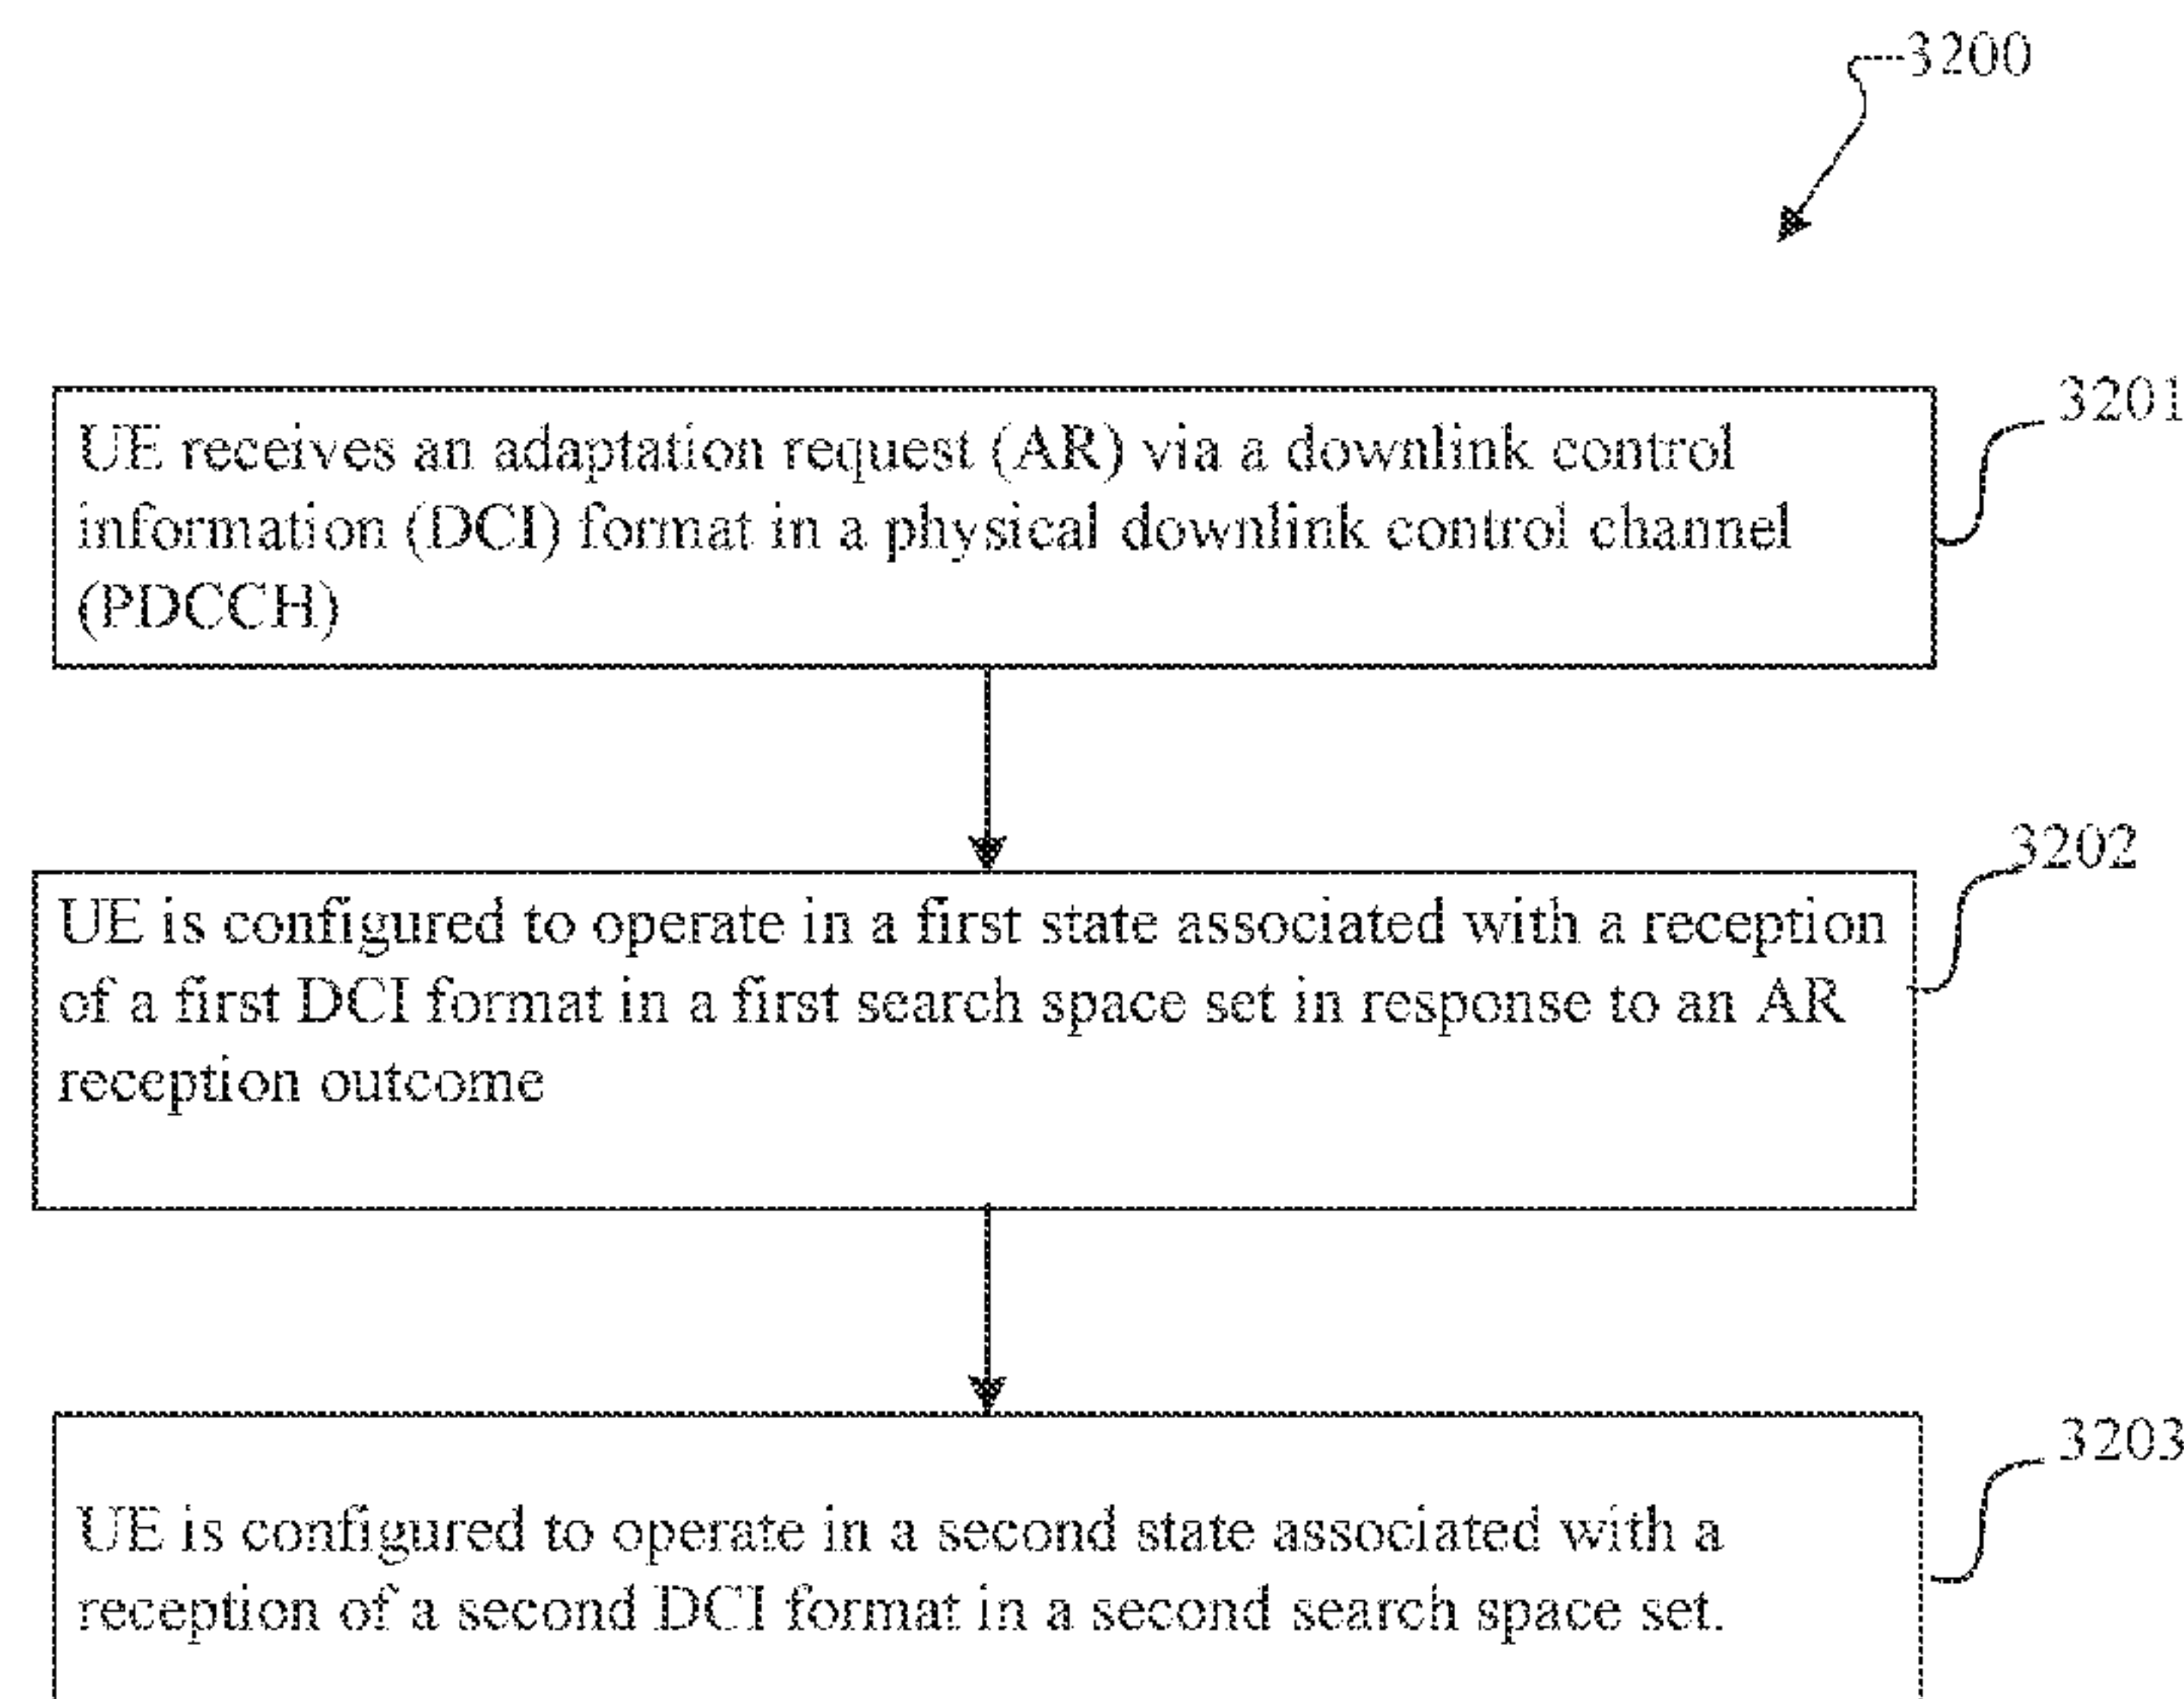 3200
3201
UE receives an adaptation request (AR) via a downlink control
information (DCI) format in a physical downlink control channel
(PDCCH)
3202
UE is configured to operate in a first state associated with a reception
of a first DCI format in a first search space set in response to an AR
reception outcome
3203
UE is configured to operate in a second state associated with a
reception of a second DCI format in a second search space set.